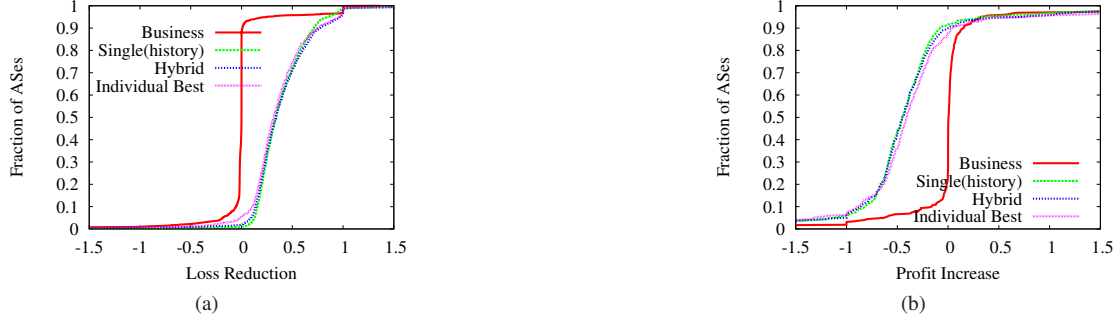 1
0.9
0.8
0.7
0.6
0.5
0.4
0.3
0.2
0.1
0
-1.5 -1 -0.5 0 0.5 1 1.5
Fraction of ASes
Loss Reduction
Business
Single(history)
Hybrid
Individual Best
(a)
1
0.9
0.8
0.7
0.6
0.5
0.4
0.3
0.2
0.1
0
-1.5 -1 -0.5 0 0.5 1 1.5
Fraction of ASes
Profit Increase
Business
Single(history)
Hybrid
Individual Best
(b)